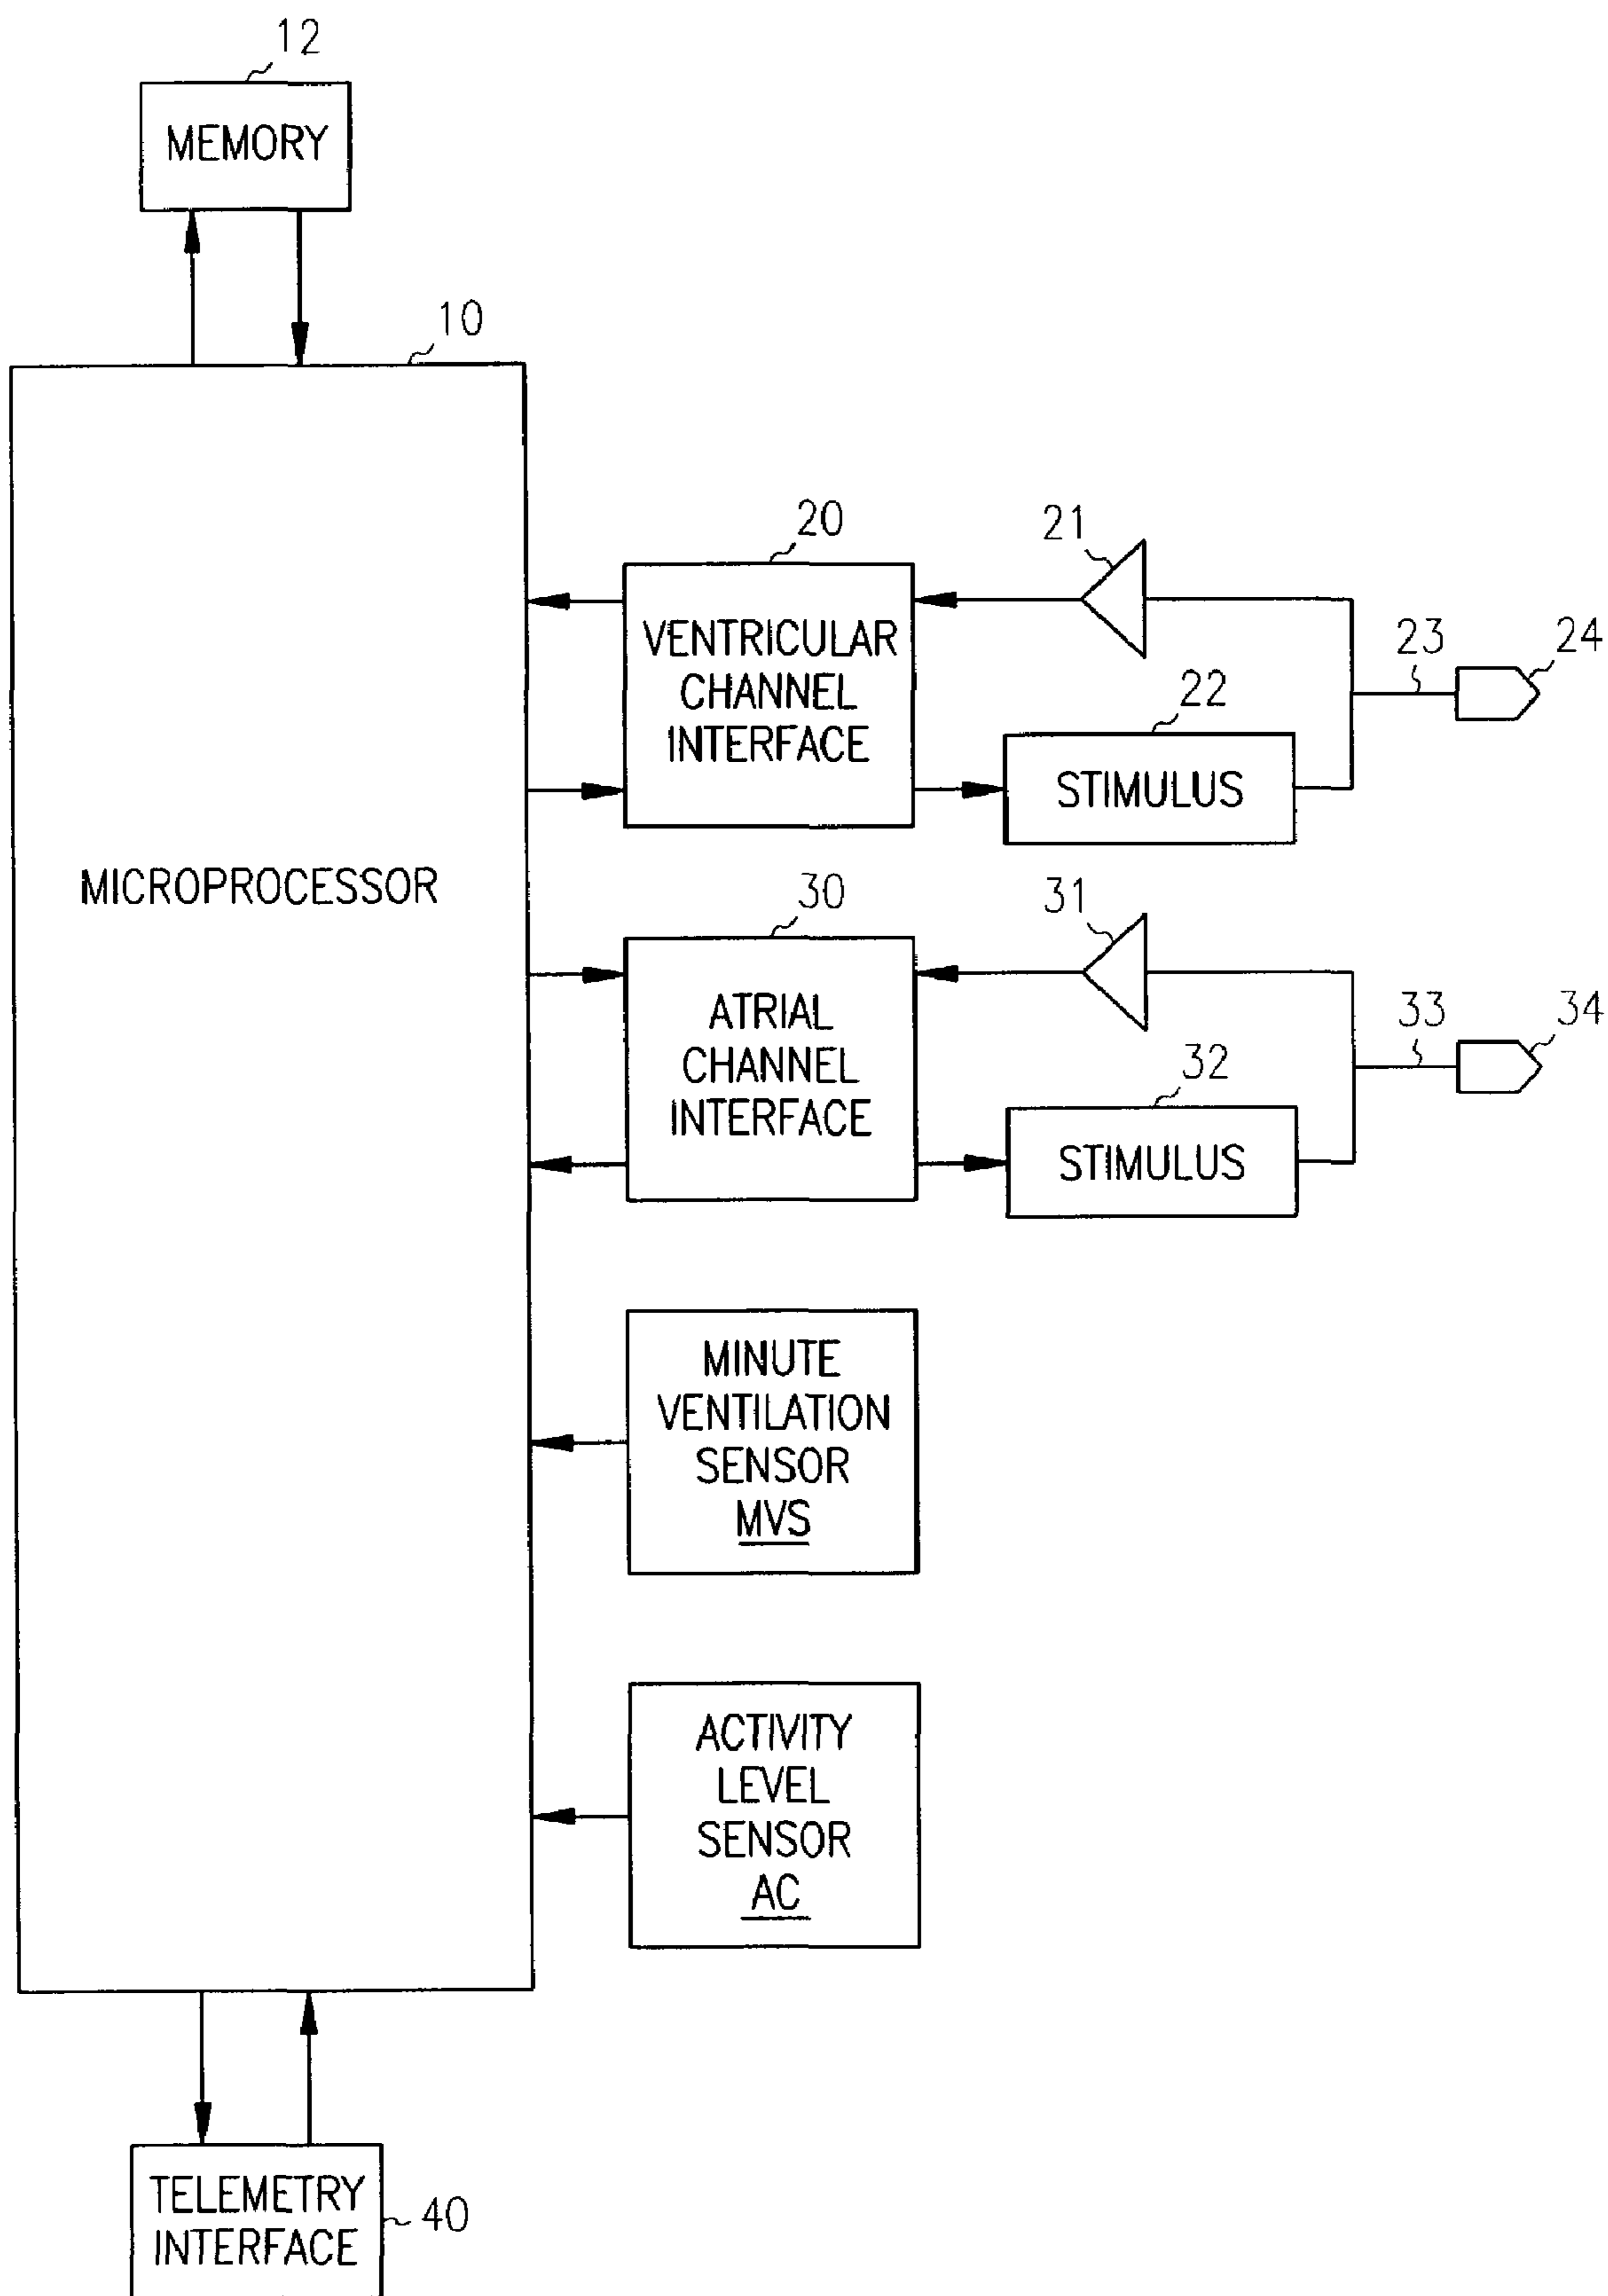 12
MEMORY
10
MICROPROCESSOR
20
VENTRICULAR
CHANNEL
INTERFACE
21
22
STIMULUS
23
24
30
ATRIAL
CHANNEL
INTERFACE
31
32
STIMULUS
33
34
MINUTE
VENTILATION
SENSOR
MVS
ACTIVITY
LEVEL
SENSOR
AC
TELEMETRY
INTERFACE
40